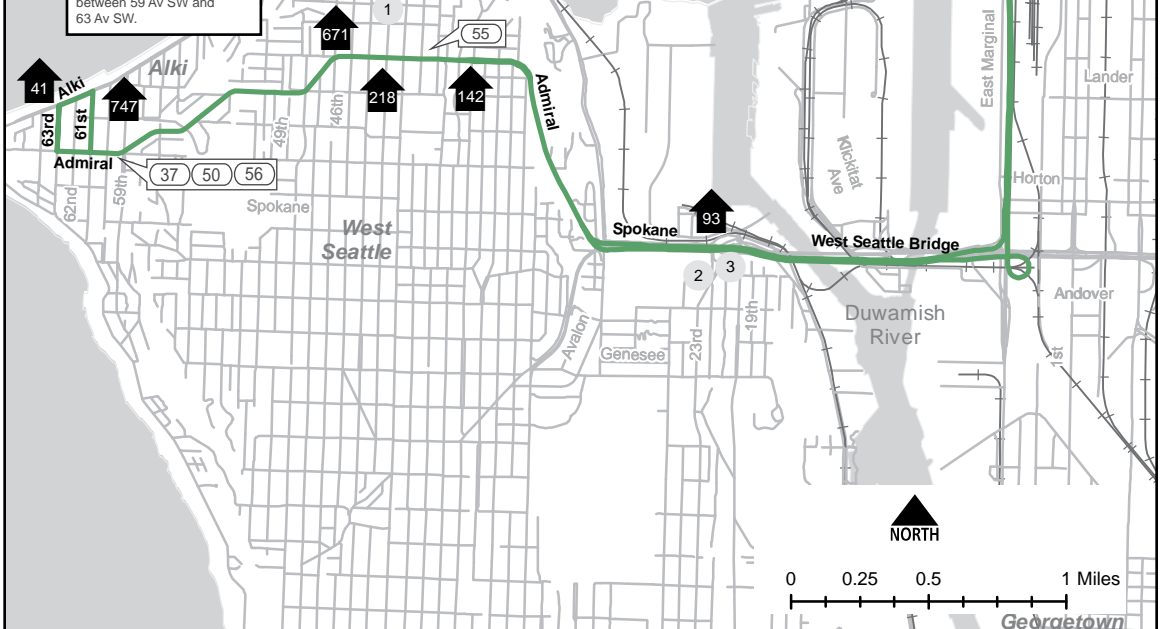 between 59 Av SW and
63 Av SW.
1
671
55
Alki
41
Alki
747
218
142
Admiral
East Marginal
Lander
63rd
61st
46th
49th
Admiral
37 50 56
62nd
59th
Spokane
West
Seattle
Klickitat
Ave
Horton
93
Spokane
West Seattle Bridge
2
3
Andover
Duwamish
River
Avalon
Genesee
23rd
19th
1st
NORTH
0 0.25 0.5 1 Miles
Georgetown